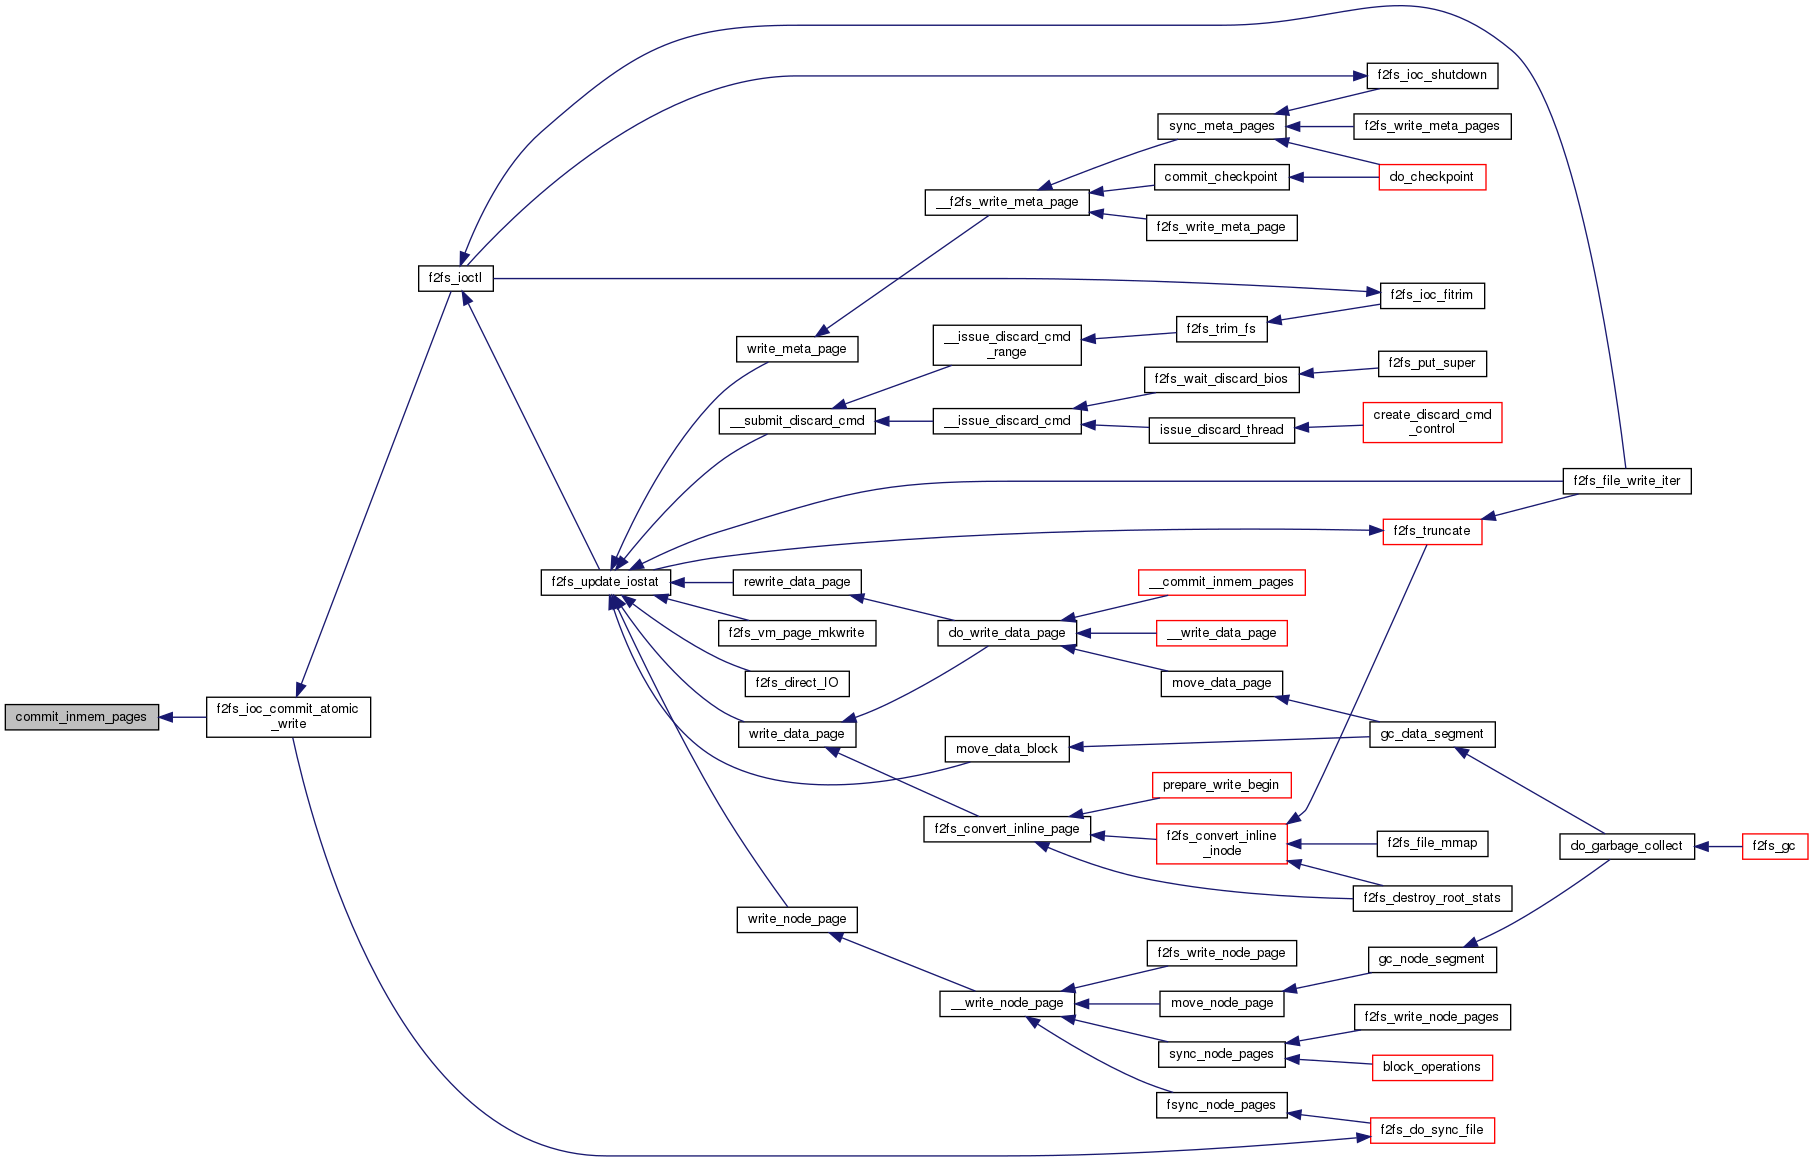 f2fs_ioc_shutdown
sync_meta_pages
f2fs_write_meta_pages
commit_checkpoint
do_checkpoint
__f2fs_write_meta_page
f2fs_write_meta_page
f2fs_ioctl
f2fs_ioc_fitrim
f2fs_trim_fs
__issue_discard_cmd
_range
write_meta_page
f2fs_put_super
f2fs_wait_discard_bios
create_discard_cmd
_control
__submit_discard_cmd
__issue_discard_cmd
issue_discard_thread
f2fs_file_write_iter
f2fs_truncate
f2fs_update_iostat
rewrite_data_page
__commit_inmem_pages
f2fs_vm_page_mkwrite
do_write_data_page
__write_data_page
f2fs_direct_IO
move_data_page
commit_inmem_pages
f2fs_ioc_commit_atomic
_write
write_data_page
gc_data_segment
move_data_block
prepare_write_begin
f2fs_convert_inline_page
f2fs_convert_inline
_inode
f2fs_file_mmap
do_garbage_collect
f2fs_gc
f2fs_destroy_root_stats
write_node_page
f2fs_write_node_page
gc_node_segment
__write_node_page
move_node_page
f2fs_write_node_pages
sync_node_pages
block_operations
fsync_node_pages
f2fs_do_sync_file